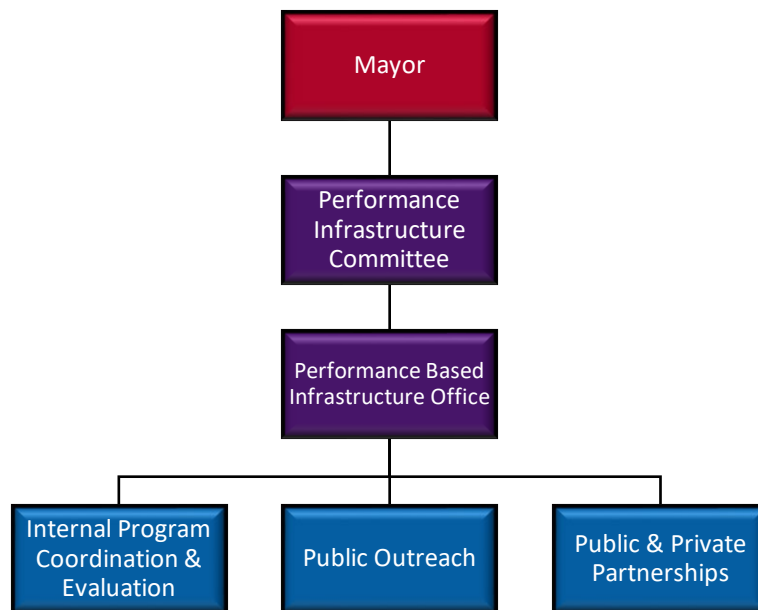 Mayor
Performance
Infrastructure
Committee
Performance Based
Infrastructure Office
Internal Program
Coordination &
Evaluation
Public Outreach
Public & Private
Partnerships